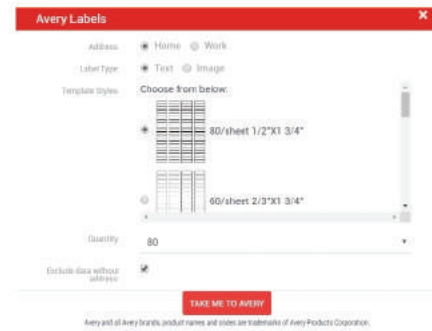 Avery Labels ×
Address Home Work
Label Type Text Image
Template Styles Choose from below:
80/sheet 1/2"X1 3/4"
60/sheet 2/3"X1 3/4"
Quantity 80
Exclude data without
address
TAKE ME TO AVERY
Avery and all Avery brands, product names and codes are trademarks of Avery Products Corporation.